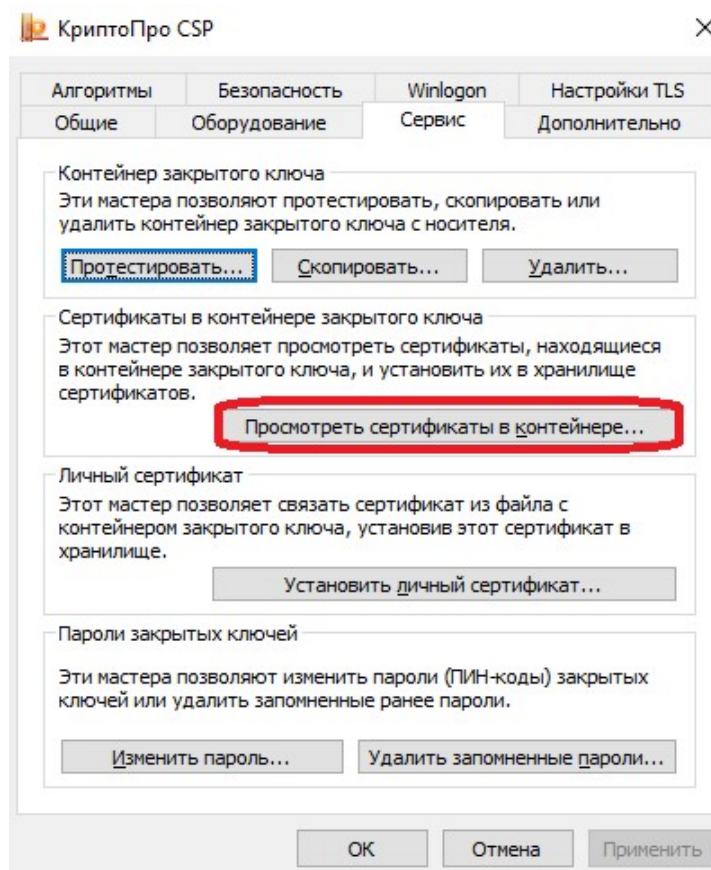 КриптоПро CSP
Алгоритмы Безопасность Winlogon Настройки TLS
Общие Оборудование Сервис Дополнительно
Контейнер закрытого ключа
Эти мастера позволяют протестировать, скопировать или
удалить контейнер закрытого ключа с носителя.
Протестировать... Скопировать... Удалить...
Сертификаты в контейнере закрытого ключа
Этот мастер позволяет просмотреть сертификаты, находящиеся
в контейнере закрытого ключа, и установить их в хранилище
сертификатов.
Просмотреть сертификаты в контейнере...
Личный сертификат
Этот мастер позволяет связать сертификат из файла с
контейнером закрытого ключа, установив этот сертификат в
хранилище.
Установить личный сертификат...
Пароли закрытых ключей
Эти мастера позволяют изменить пароли (ПИН-коды) закрытых
ключей или удалить запомненные ранее пароли.
Изменить пароль... Удалить запомненные пароли...
ОК Отмена Применить